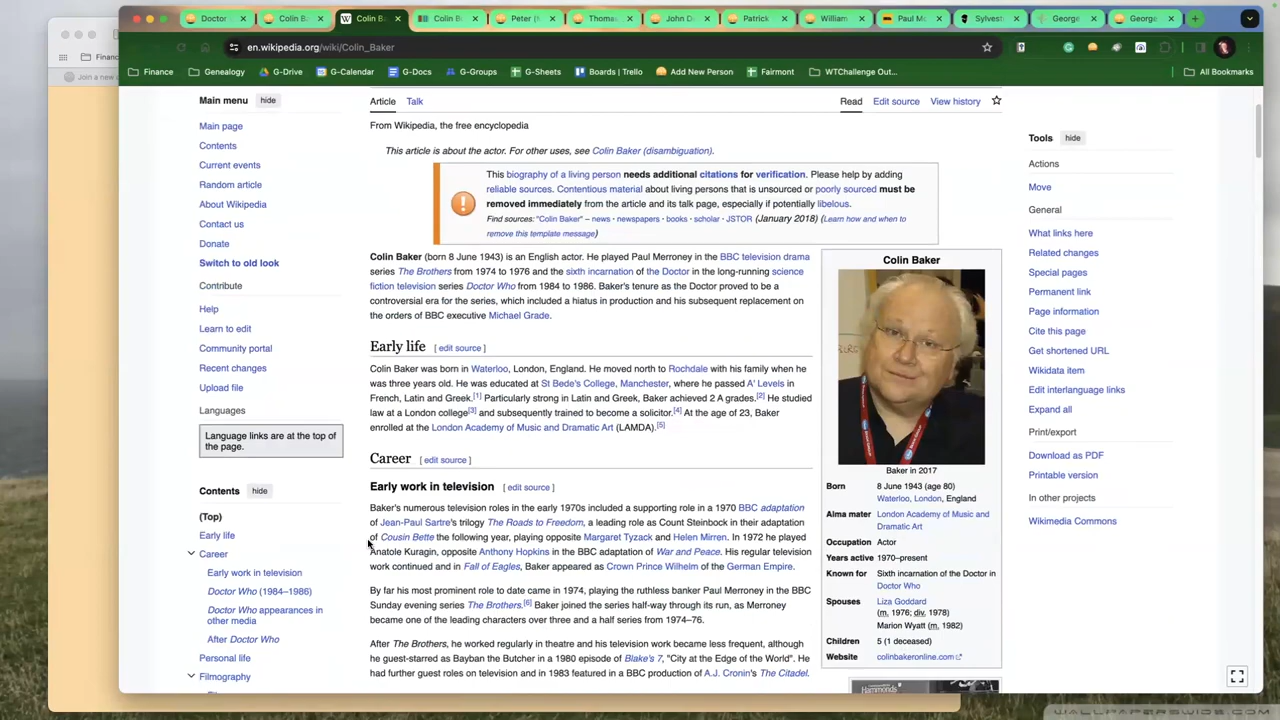 Doctor
Colin B
Colin B
Colin B
Peter (
Thomas
John D
Patrick
William
Paul Mc
Sylvest
George
George
en.wikipedia.org/wiki/Colin_Baker
Financ
Join a new
Finance
Genealogy
G-Drive
G-Calendar
G-Docs
G-Groups
G-Sheets
Boards | Trello
Add New Person
Fairmont
WTChallenge Out...
All Bookmarks
Main menu hide
Main page
Contents
Current events
Random article
About Wikipedia
Contact us
Donate
Switch to old look
Contribute
Help
Learn to edit
Community portal
Recent changes
Upload file
Languages
Language links are at the top of
the page.
Contents hide
(Top)
Early life
Career
Early work in television
Doctor Who (1984–1986)
Doctor Who appearances in
other media
After Doctor Who
Personal life
Filmography
Article Talk Read Edit source View history
From Wikipedia, the free encyclopedia
This article is about the actor. For other uses, see Colin Baker (disambiguation).
This biography of a living person needs additional citations for verification. Please help by adding
reliable sources. Contentious material about living persons that is unsourced or poorly sourced must be
removed immediately from the article and its talk page, especially if potentially libelous.
Find sources: "Colin Baker" – news · newspapers · books · scholar · JSTOR (January 2018) (Learn how and when to
remove this template message)
Colin Baker (born 8 June 1943) is an English actor. He played Paul Merroney in the BBC television drama
series The Brothers from 1974 to 1976 and the sixth incarnation of the Doctor in the long-running science
fiction television series Doctor Who from 1984 to 1986. Baker's tenure as the Doctor proved to be a
controversial era for the series, which included a hiatus in production and his subsequent replacement on
the orders of BBC executive Michael Grade.
Early life [ edit source ]
Colin Baker was born in Waterloo, London, England. He moved north to Rochdale with his family when he
was three years old. He was educated at St Bede's College, Manchester, where he passed A' Levels in
French, Latin and Greek.[1] Particularly strong in Latin and Greek, Baker achieved 2 A grades.[2] He studied
law at a London college[3] and subsequently trained to become a solicitor.[4] At the age of 23, Baker
enrolled at the London Academy of Music and Dramatic Art (LAMDA).[5]
Career [ edit source ]
Early work in television [ edit source ]
Baker's numerous television roles in the early 1970s included a supporting role in a 1970 BBC adaptation
of Jean-Paul Sartre's trilogy The Roads to Freedom, a leading role as Count Steinbock in their adaptation
of Cousin Bette the following year, playing opposite Margaret Tyzack and Helen Mirren. In 1972 he played
Anatole Kuragin, opposite Anthony Hopkins in the BBC adaptation of War and Peace. His regular television
work continued and in Fall of Eagles, Baker appeared as Crown Prince Wilhelm of the German Empire.
By far his most prominent role to date came in 1974, playing the ruthless banker Paul Merroney in the BBC
Sunday evening series The Brothers.[6] Baker joined the series half-way through its run, as Merroney
became one of the leading characters over three and a half series from 1974–76.
After The Brothers, he worked regularly in theatre and his television work became less frequent, although
he guest-starred as Bayban the Butcher in a 1980 episode of Blake's 7, "City at the Edge of the World". He
had further guest roles on television and in 1983 featured in a BBC production of A.J. Cronin's The Citadel.
Colin Baker
Baker in 2017
Born 8 June 1943 (age 80)
Waterloo, London, England
Alma mater London Academy of Music and
Dramatic Art
Occupation Actor
Years active 1970–present
Known for Sixth incarnation of the Doctor in
Doctor Who
Spouses Liza Goddard
(m. 1976; div. 1978)
Marion Wyatt (m. 1982)
Children 5 (1 deceased)
Website colinbakeronline.com
Hammonds
Tools hide
Actions
Move
General
What links here
Related changes
Special pages
Permanent link
Page information
Cite this page
Get shortened URL
Wikidata item
Edit interlanguage links
Expand all
Print/export
Download as PDF
Printable version
In other projects
Wikimedia Commons